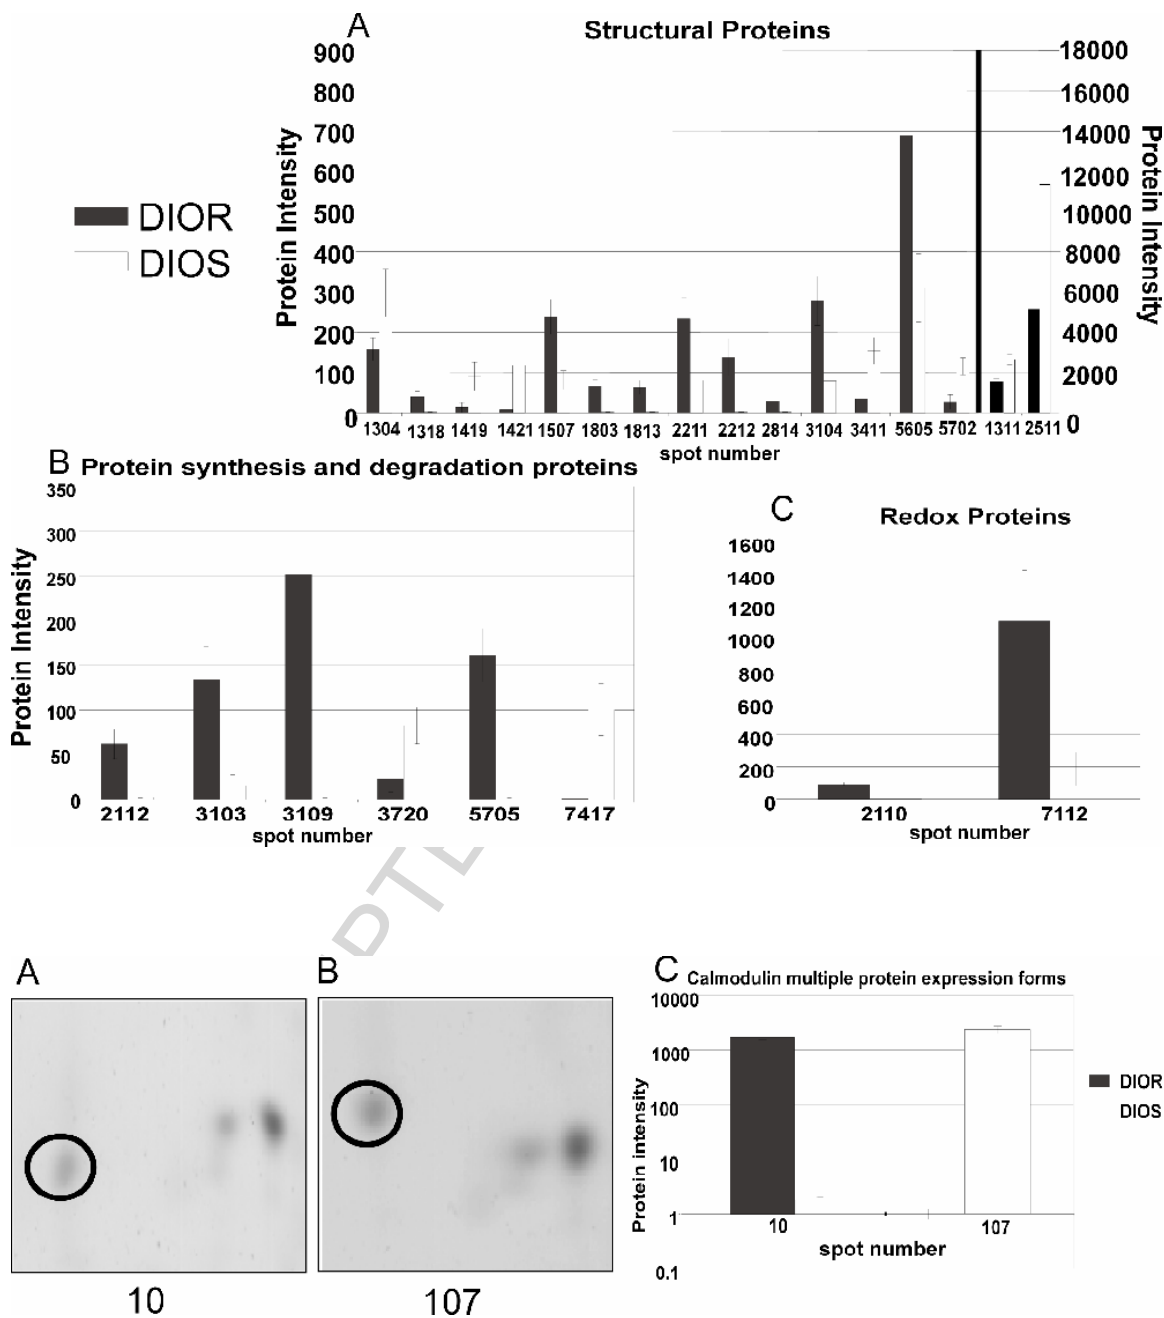 A
Structural Proteins
900
800
700
600
500
400
300
200
100
0
Protein Intensity
18000
16000
14000
12000
10000
8000
6000
4000
2000
0
Protein Intensity
DIOR
DIOS
1304 1318 1419 1421 1507 1803 1813 2211 2212 2814 3104 3411 5605 5702 1311 2511
spot number
B Protein synthesis and degradation proteins
350
300
250
200
150
100
50
0
Protein Intensity
2112 3103 3109 3720 5705 7417
spot number
C Redox Proteins
1600
1400
1200
1000
800
600
400
200
0
2110 7112
spot number
A
10
B
107
C Calmodulin multiple protein expression forms
10000
1000
100
10
1
0.1
Protein intensity
10 107
spot number
DIOR
DIOS